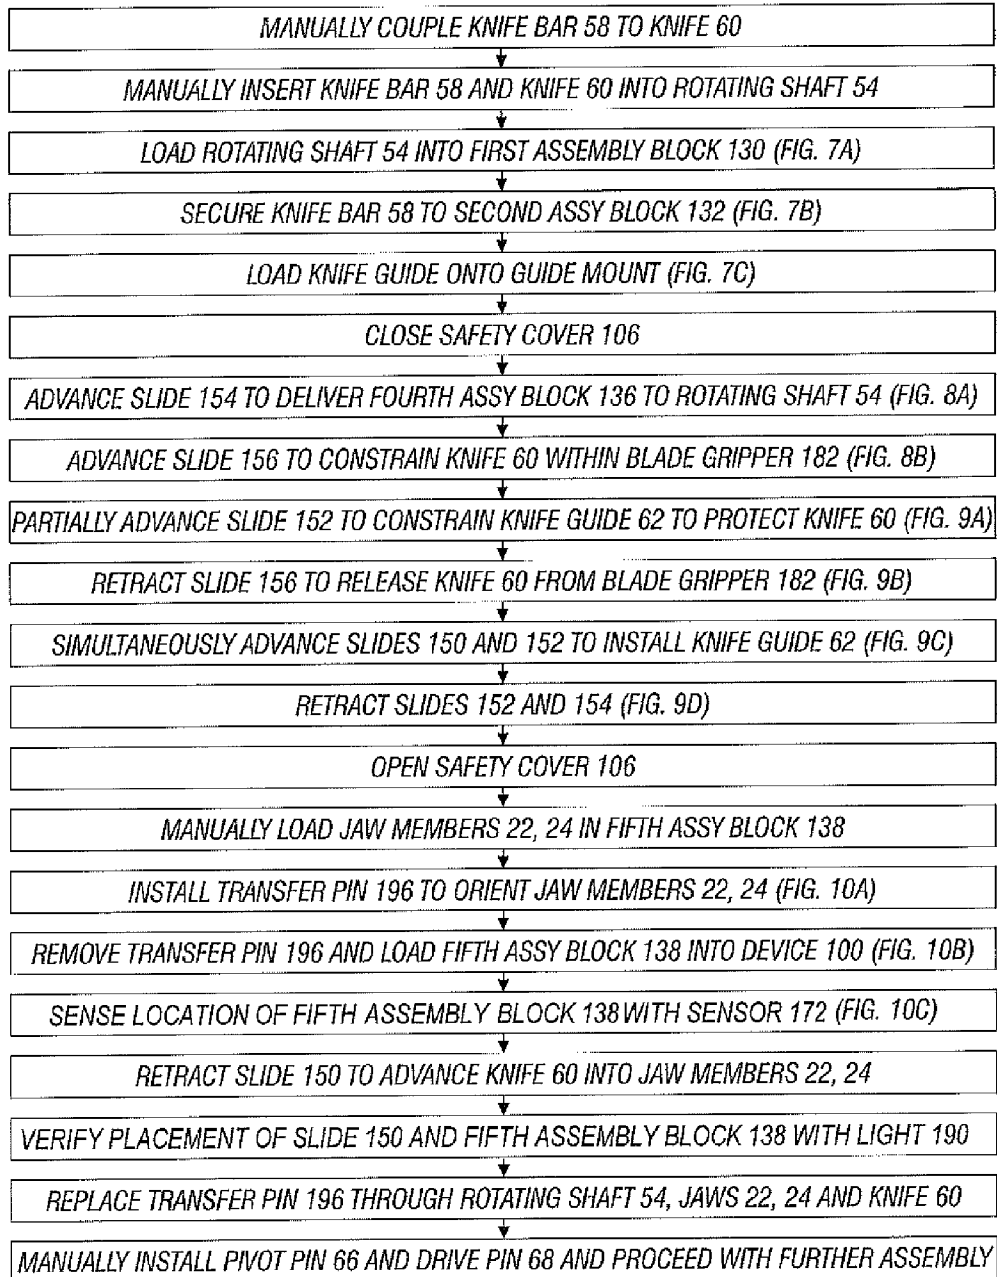 MANUALLY COUPLE KNIFE BAR 58 TO KNIFE 60
MANUALLY INSERT KNIFE BAR 58 AND KNIFE 60 INTO ROTATING SHAFT 54
LOAD ROTATING SHAFT 54 INTO FIRST ASSEMBLY BLOCK 130 (FIG. 7A)
SECURE KNIFE BAR 58 TO SECOND ASSY BLOCK 132 (FIG. 7B)
LOAD KNIFE GUIDE ONTO GUIDE MOUNT (FIG. 7C)
CLOSE SAFETY COVER 106
ADVANCE SLIDE 154 TO DELIVER FOURTH ASSY BLOCK 136 TO ROTATING SHAFT 54 (FIG. 8A)
ADVANCE SLIDE 156 TO CONSTRAIN KNIFE 60 WITHIN BLADE GRIPPER 182 (FIG. 8B)
PARTIALLY ADVANCE SLIDE 152 TO CONSTRAIN KNIFE GUIDE 62 TO PROTECT KNIFE 60 (FIG. 9A)
RETRACT SLIDE 156 TO RELEASE KNIFE 60 FROM BLADE GRIPPER 182 (FIG. 9B)
SIMULTANEOUSLY ADVANCE SLIDES 150 AND 152 TO INSTALL KNIFE GUIDE 62 (FIG. 9C)
RETRACT SLIDES 152 AND 154 (FIG. 9D)
OPEN SAFETY COVER 106
MANUALLY LOAD JAW MEMBERS 22, 24 IN FIFTH ASSY BLOCK 138
INSTALL TRANSFER PIN 196 TO ORIENT JAW MEMBERS 22, 24 (FIG. 10A)
REMOVE TRANSFER PIN 196 AND LOAD FIFTH ASSY BLOCK 138 INTO DEVICE 100 (FIG. 10B)
SENSE LOCATION OF FIFTH ASSEMBLY BLOCK 138 WITH SENSOR 172 (FIG. 10C)
RETRACT SLIDE 150 TO ADVANCE KNIFE 60 INTO JAW MEMBERS 22, 24
VERIFY PLACEMENT OF SLIDE 150 AND FIFTH ASSEMBLY BLOCK 138 WITH LIGHT 190
REPLACE TRANSFER PIN 196 THROUGH ROTATING SHAFT 54, JAWS 22, 24 AND KNIFE 60
MANUALLY INSTALL PIVOT PIN 66 AND DRIVE PIN 68 AND PROCEED WITH FURTHER ASSEMBLY